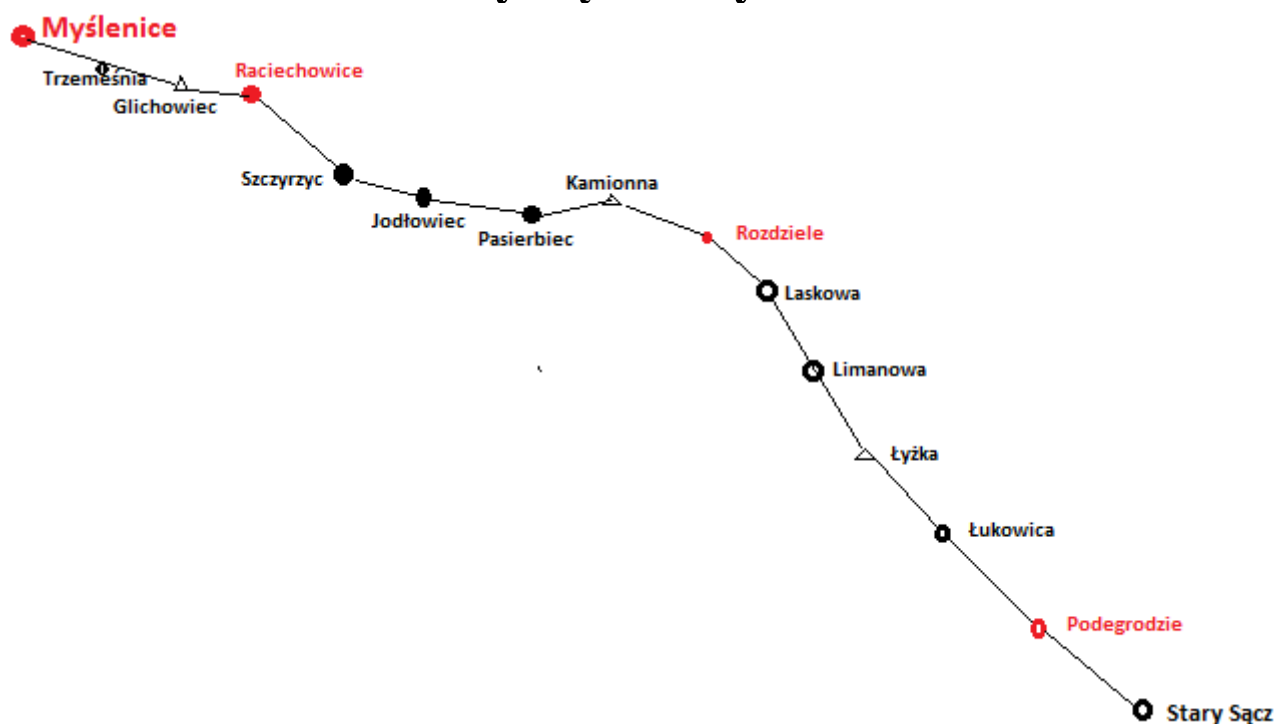 Myślenice
Trzemeśnia
Glichowiec
Raciechowice
Szczyrzyc
Jodłowiec
Pasierbiec
Kamionna
Rozdziele
Laskowa
Limanowa
Łyżka
Łukowica
Podegrodzie
Stary Sącz